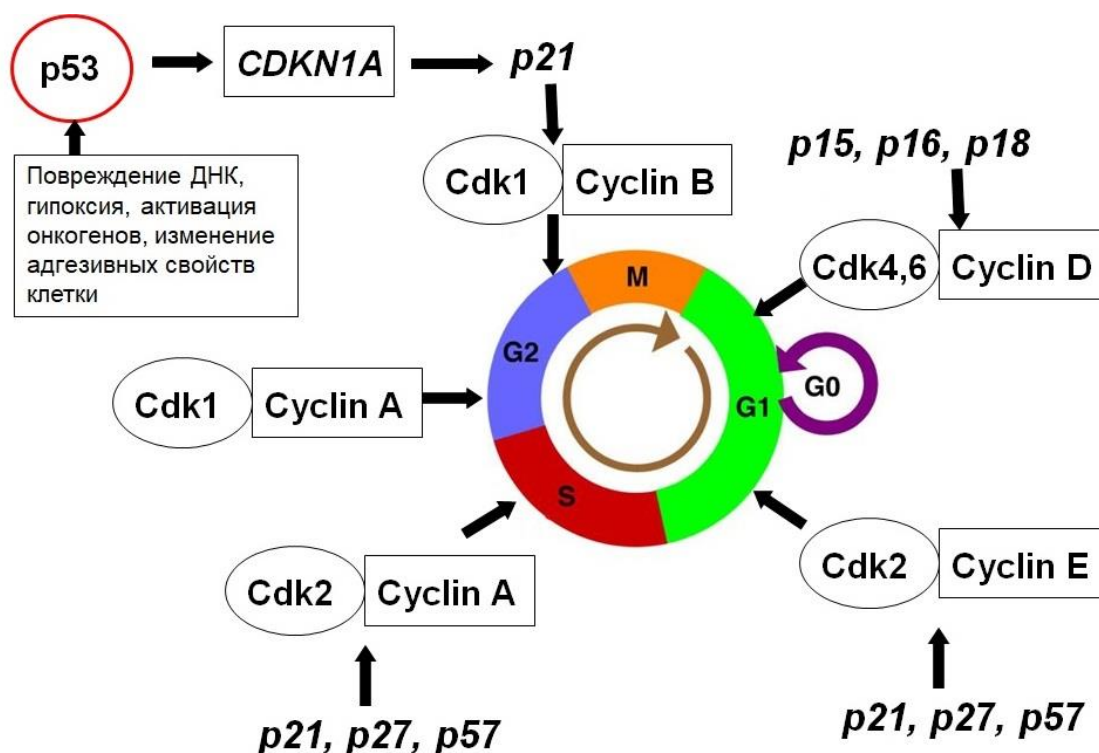 p53
CDKN1A
p21
Повреждение ДНК,
гипоксия, активация
онкогенов, изменение
адгезивных свойств
клетки
Cdk1
Cyclin B
p15, p16, p18
Cdk4,6
Cyclin D
M
G2
G1
G0
S
Cdk1
Cyclin A
Cdk2
Cyclin A
Cdk2
Cyclin E
p21, p27, p57
p21, p27, p57